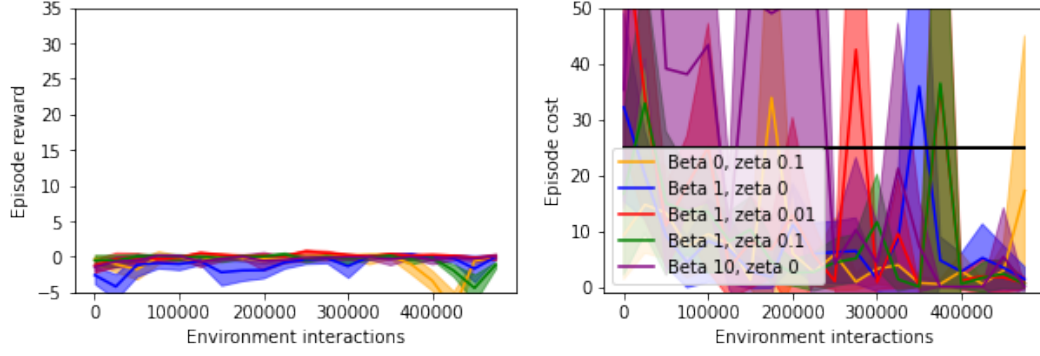 35
30
25
20
15
10
5
0
−5
Episode reward
0
100000
200000
300000
400000
Environment interactions
50
40
30
20
10
0
Episode cost
Beta 0, zeta 0.1
Beta 1, zeta 0
Beta 1, zeta 0.01
Beta 1, zeta 0.1
Beta 10, zeta 0
0
100000
200000
300000
400000
Environment interactions